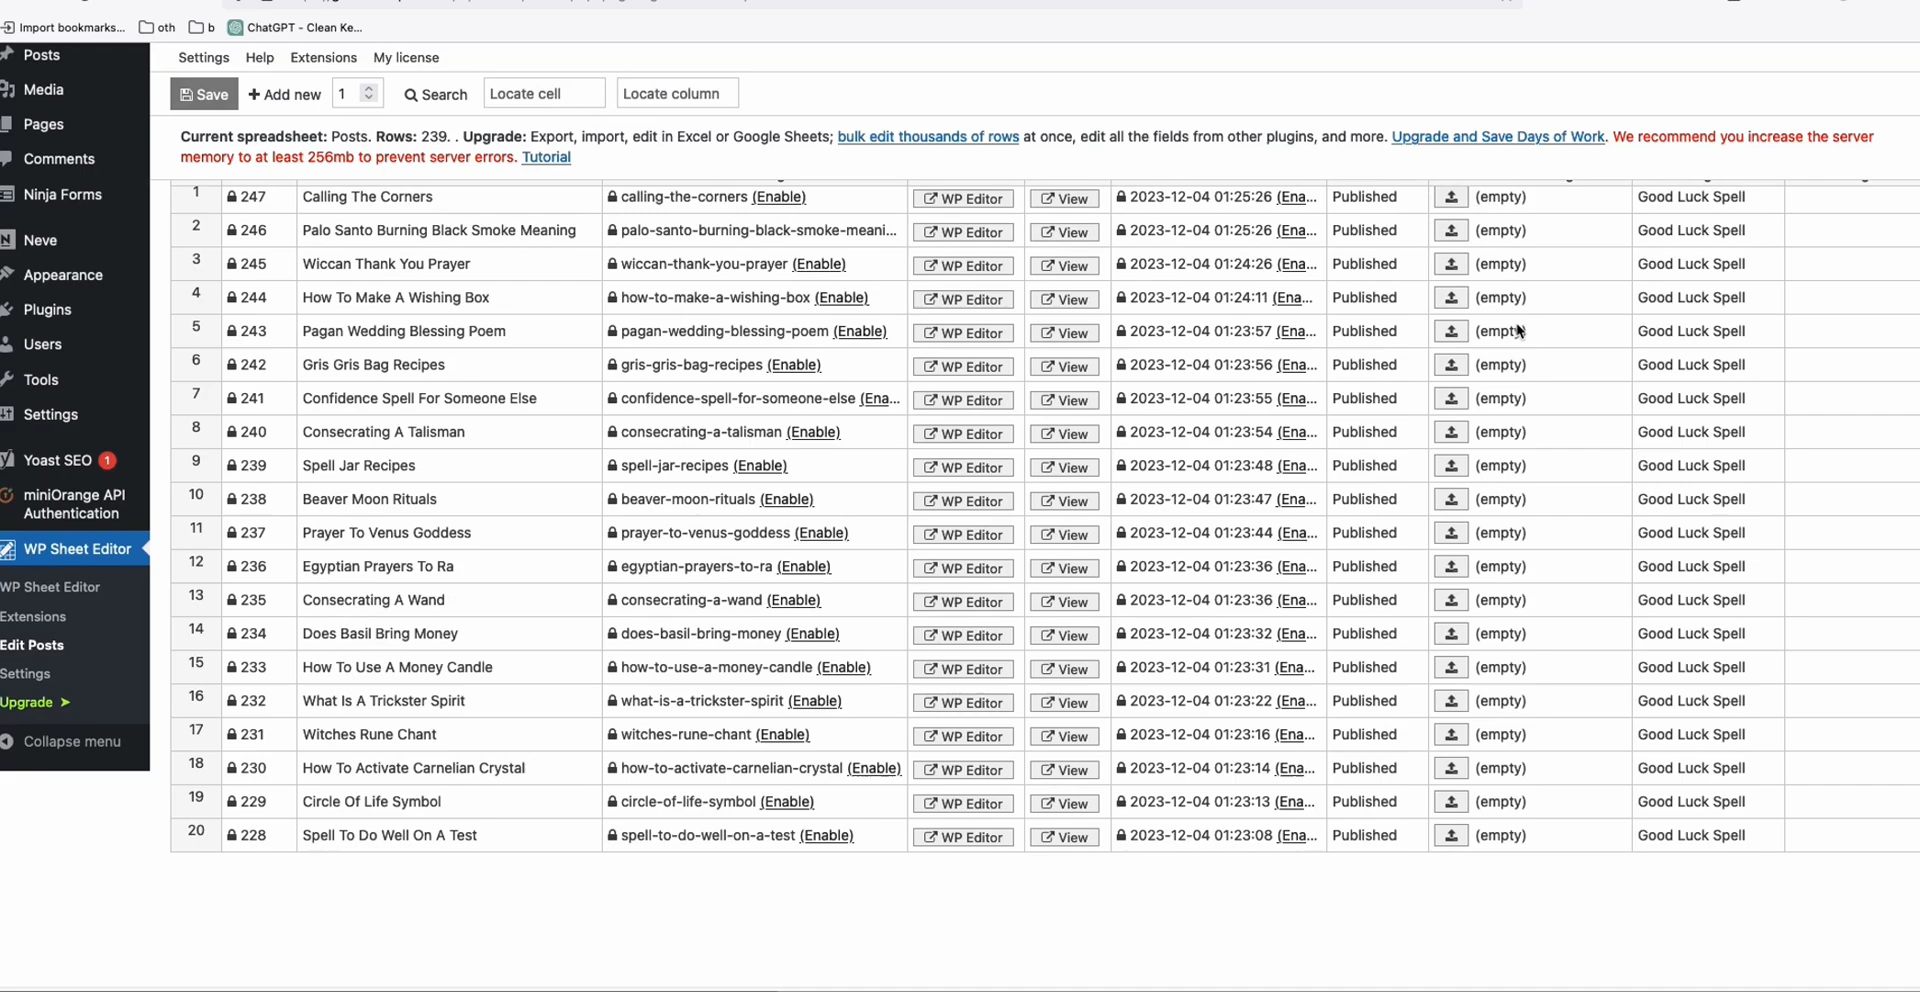 Import bookmarks... oth b ChatGPT - Clean Ke...
Posts
Media
Pages
Comments
Ninja Forms
Neve
Appearance
Plugins
Users
Tools
Settings
Yoast SEO 1
miniOrange API
Authentication
WP Sheet Editor
WP Sheet Editor
Extensions
Edit Posts
Settings
Upgrade ➤
Collapse menu
Settings Help Extensions My license
Save + Add new 1 Search Locate cell Locate column
Current spreadsheet: Posts. Rows: 239. . Upgrade: Export, import, edit in Excel or Google Sheets; bulk edit thousands of rows at once, edit all the fields from other plugins, and more. Upgrade and Save Days of Work. We recommend you increase the server
memory to at least 256mb to prevent server errors. Tutorial
1 247 Calling The Corners calling-the-corners (Enable) WP Editor View 2023-12-04 01:25:26 (Ena... Published (empty) Good Luck Spell
2 246 Palo Santo Burning Black Smoke Meaning palo-santo-burning-black-smoke-meani... WP Editor View 2023-12-04 01:25:26 (Ena... Published (empty) Good Luck Spell
3 245 Wiccan Thank You Prayer wiccan-thank-you-prayer (Enable) WP Editor View 2023-12-04 01:24:26 (Ena... Published (empty) Good Luck Spell
4 244 How To Make A Wishing Box how-to-make-a-wishing-box (Enable) WP Editor View 2023-12-04 01:24:11 (Ena... Published (empty) Good Luck Spell
5 243 Pagan Wedding Blessing Poem pagan-wedding-blessing-poem (Enable) WP Editor View 2023-12-04 01:23:57 (Ena... Published (empty) Good Luck Spell
6 242 Gris Gris Bag Recipes gris-gris-bag-recipes (Enable) WP Editor View 2023-12-04 01:23:56 (Ena... Published (empty) Good Luck Spell
7 241 Confidence Spell For Someone Else confidence-spell-for-someone-else (Ena... WP Editor View 2023-12-04 01:23:55 (Ena... Published (empty) Good Luck Spell
8 240 Consecrating A Talisman consecrating-a-talisman (Enable) WP Editor View 2023-12-04 01:23:54 (Ena... Published (empty) Good Luck Spell
9 239 Spell Jar Recipes spell-jar-recipes (Enable) WP Editor View 2023-12-04 01:23:48 (Ena... Published (empty) Good Luck Spell
10 238 Beaver Moon Rituals beaver-moon-rituals (Enable) WP Editor View 2023-12-04 01:23:47 (Ena... Published (empty) Good Luck Spell
11 237 Prayer To Venus Goddess prayer-to-venus-goddess (Enable) WP Editor View 2023-12-04 01:23:44 (Ena... Published (empty) Good Luck Spell
12 236 Egyptian Prayers To Ra egyptian-prayers-to-ra (Enable) WP Editor View 2023-12-04 01:23:36 (Ena... Published (empty) Good Luck Spell
13 235 Consecrating A Wand consecrating-a-wand (Enable) WP Editor View 2023-12-04 01:23:36 (Ena... Published (empty) Good Luck Spell
14 234 Does Basil Bring Money does-basil-bring-money (Enable) WP Editor View 2023-12-04 01:23:32 (Ena... Published (empty) Good Luck Spell
15 233 How To Use A Money Candle how-to-use-a-money-candle (Enable) WP Editor View 2023-12-04 01:23:31 (Ena... Published (empty) Good Luck Spell
16 232 What Is A Trickster Spirit what-is-a-trickster-spirit (Enable) WP Editor View 2023-12-04 01:23:22 (Ena... Published (empty) Good Luck Spell
17 231 Witches Rune Chant witches-rune-chant (Enable) WP Editor View 2023-12-04 01:23:16 (Ena... Published (empty) Good Luck Spell
18 230 How To Activate Carnelian Crystal how-to-activate-carnelian-crystal (Enable) WP Editor View 2023-12-04 01:23:14 (Ena... Published (empty) Good Luck Spell
19 229 Circle Of Life Symbol circle-of-life-symbol (Enable) WP Editor View 2023-12-04 01:23:13 (Ena... Published (empty) Good Luck Spell
20 228 Spell To Do Well On A Test spell-to-do-well-on-a-test (Enable) WP Editor View 2023-12-04 01:23:08 (Ena... Published (empty) Good Luck Spell